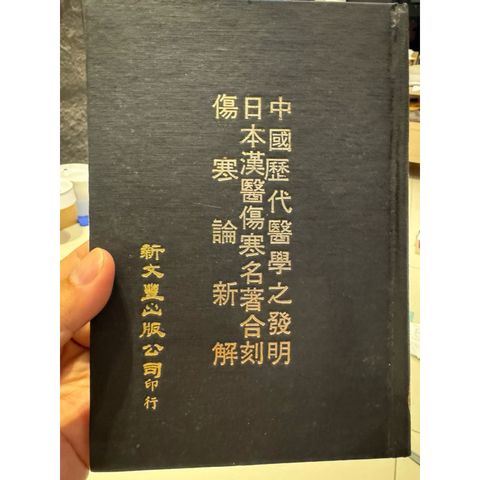 中國歷代醫學之發明
日本漢醫傷寒名著合刻
傷寒論新解
新文豐出版公司印行